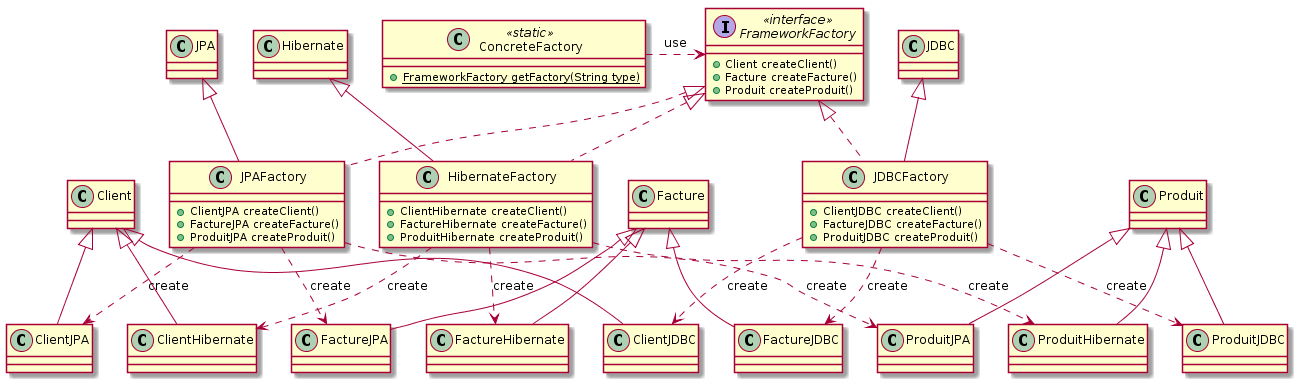 JPA
Hibernate
«static»
ConcreteFactory
FrameworkFactory getFactory(String type)
use
«interface»
FrameworkFactory
Client createClient()
Facture createFacture()
Produit createProduit()
JDBC
Client
JPAFactory
ClientJPA createClient()
FactureJPA createFacture()
ProduitJPA createProduit()
HibernateFactory
ClientHibernate createClient()
FactureHibernate createFacture()
ProduitHibernate createProduit()
Facture
JDBCFactory
ClientJDBC createClient()
FactureJDBC createFacture()
ProduitJDBC createProduit()
Produit
create
create
create
create
create
create
create
create
create
ClientJPA
ClientHibernate
FactureJPA
FactureHibernate
ClientJDBC
FactureJDBC
ProduitJPA
ProduitHibernate
ProduitJDBC